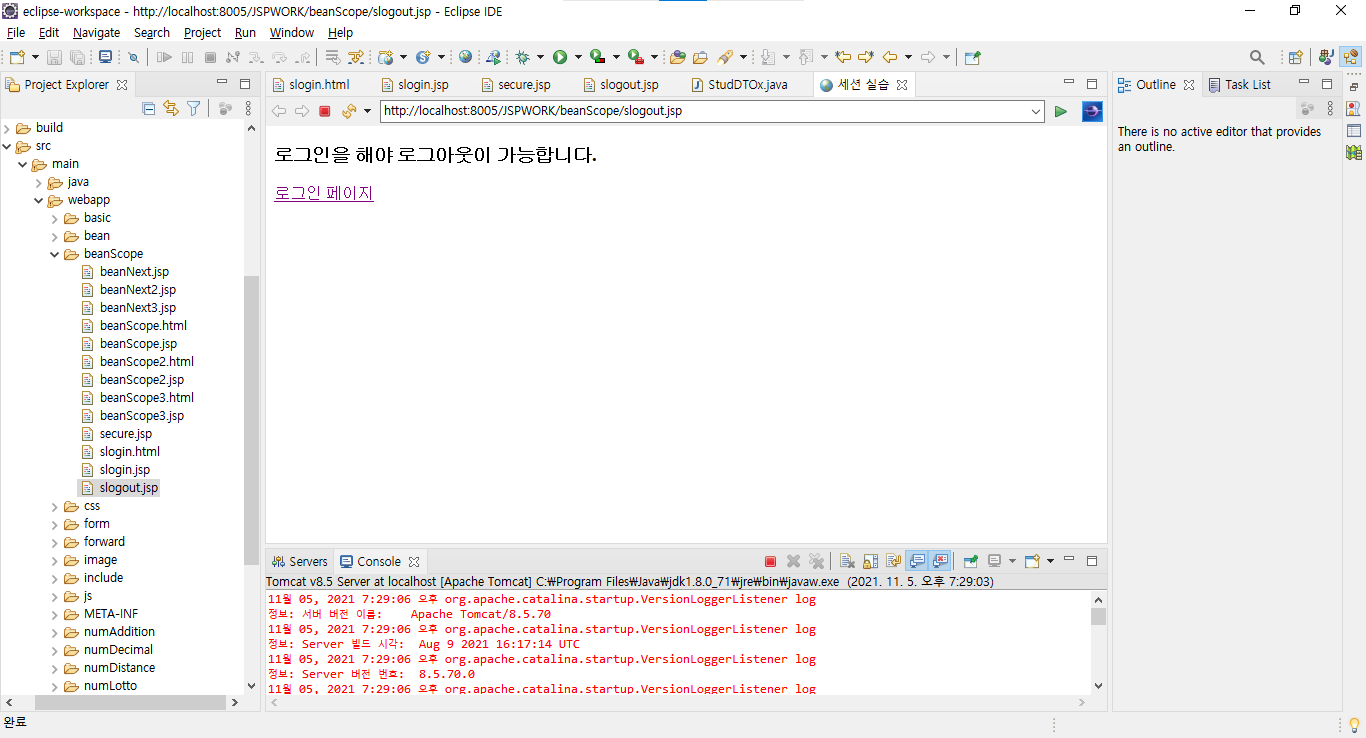 eclipse-workspace - http://localhost:8005/JSPWORK/beanScope/slogout.jsp - Eclipse IDE
File Edit Navigate Search Project Run Window Help
Project Explorer
slogin.html slogin.jsp secure.jsp slogout.jsp StudDTOx.java 세션 실습
Outline Task List
http://localhost:8005/JSPWORK/beanScope/slogout.jsp
build
src
main
java
webapp
basic
bean
beanScope
beanNext.jsp
beanNext2.jsp
beanNext3.jsp
beanScope.html
beanScope.jsp
beanScope2.html
beanScope2.jsp
beanScope3.html
beanScope3.jsp
secure.jsp
slogin.html
slogin.jsp
slogout.jsp
css
form
forward
image
include
js
META-INF
numAddition
numDecimal
numDistance
numLotto
로그인을 해야 로그아웃이 가능합니다.
로그인 페이지
There is no active editor that provides
an outline.
Servers Console
Tomcat v8.5 Server at localhost [Apache Tomcat] C:₩Program Files₩Java₩jdk1.8.0_71₩jre₩bin₩javaw.exe (2021. 11. 5. 오후 7:29:03)
11월 05, 2021 7:29:06 오후 org.apache.catalina.startup.VersionLoggerListener log
정보: 서버 버전 이름: Apache Tomcat/8.5.70
11월 05, 2021 7:29:06 오후 org.apache.catalina.startup.VersionLoggerListener log
정보: Server 빌드 시각: Aug 9 2021 16:17:14 UTC
11월 05, 2021 7:29:06 오후 org.apache.catalina.startup.VersionLoggerListener log
정보: Server 버전 번호: 8.5.70.0
11월 05, 2021 7:29:06 오후 org.apache.catalina.startup.VersionLoggerListener log
완료